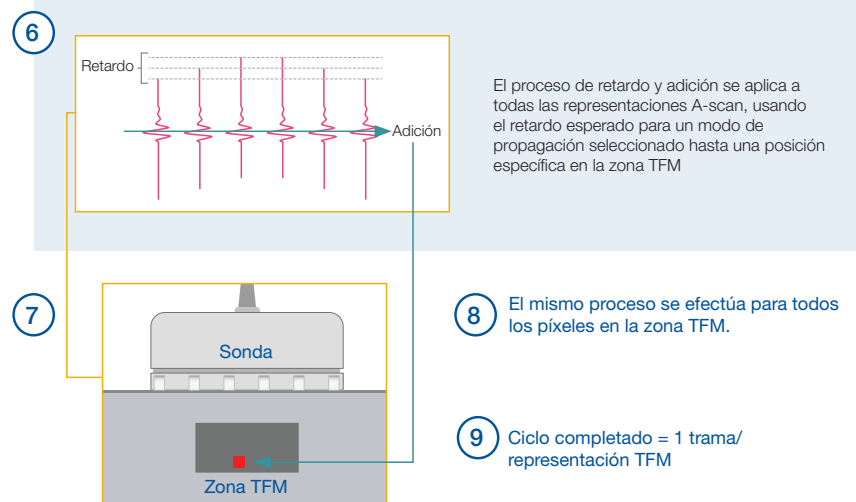 6
Retardo
Adición
El proceso de retardo y adición se aplica a
todas las representaciones A-scan, usando
el retardo esperado para un modo de
propagación seleccionado hasta una posición
específica en la zona TFM
7
Sonda
Zona TFM
8
El mismo proceso se efectúa para todos
los píxeles en la zona TFM.
9
Ciclo completado = 1 trama/
representación TFM